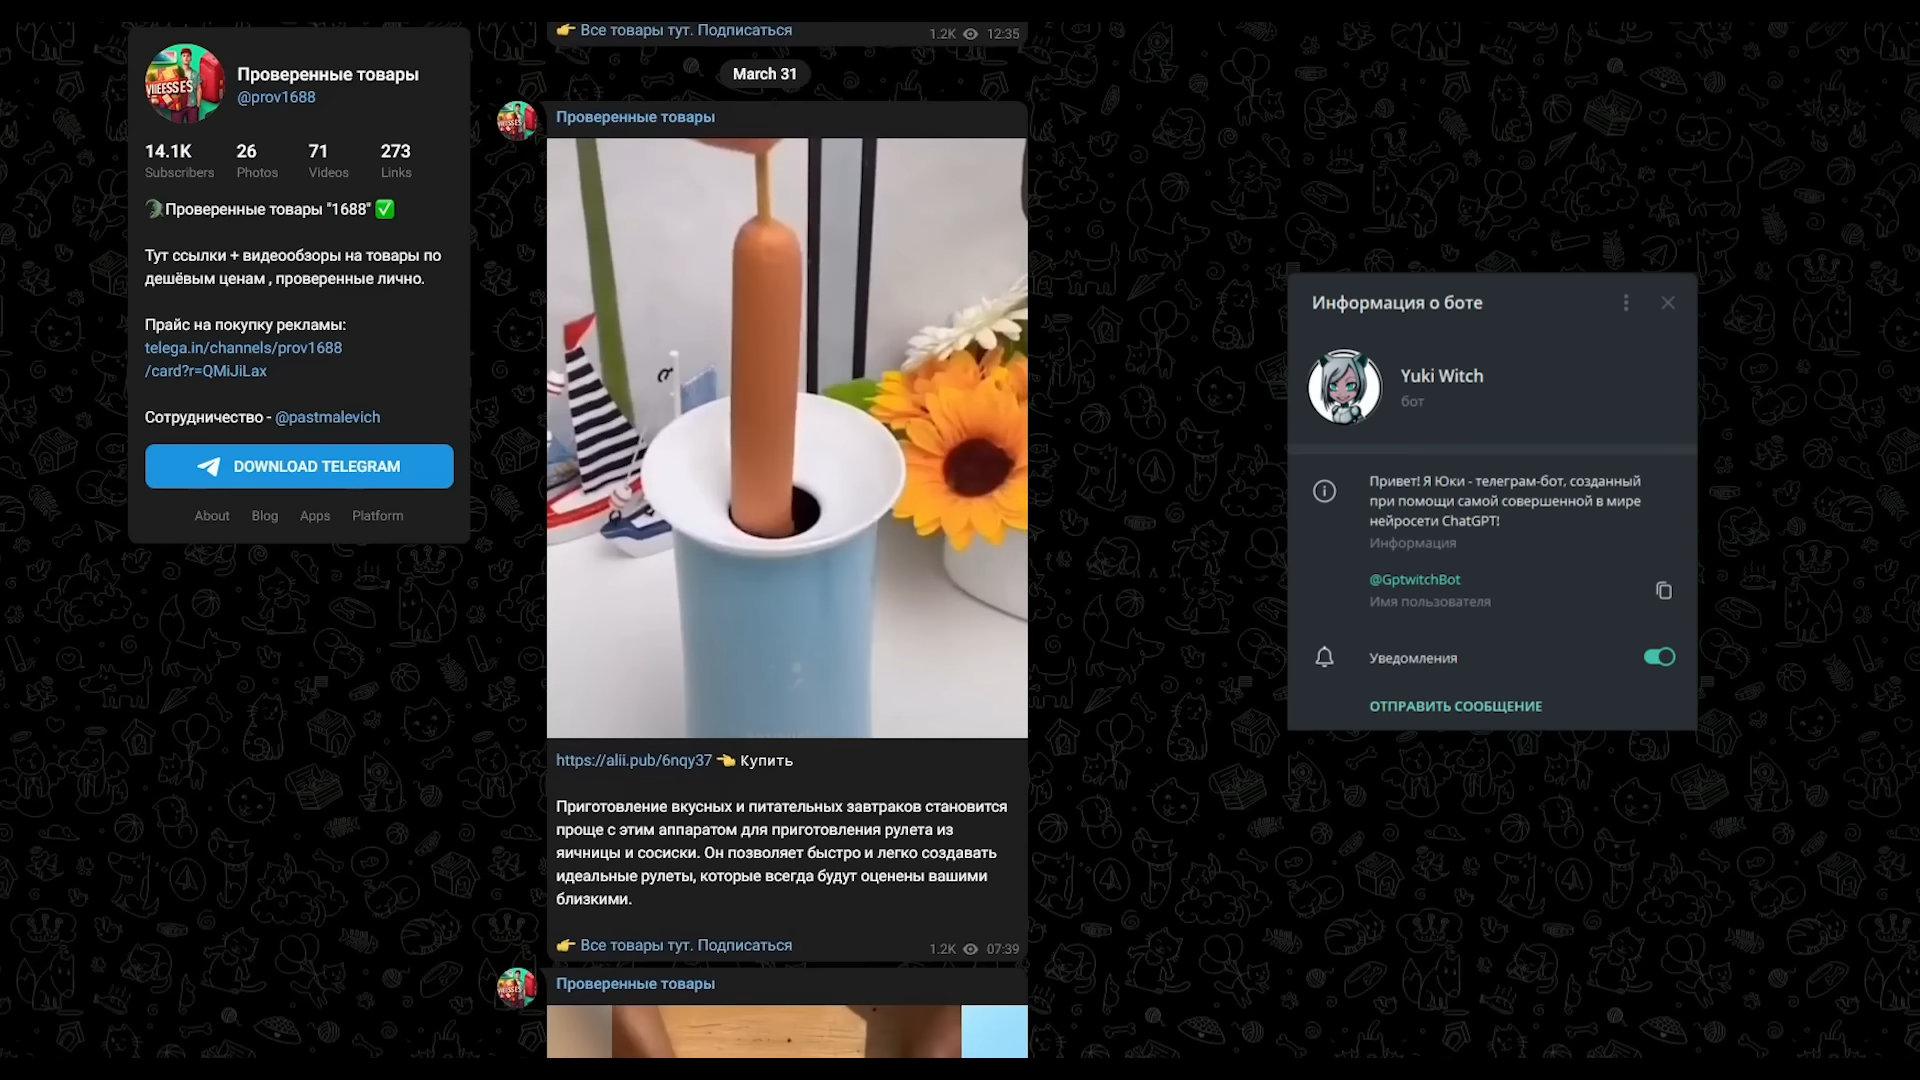 Проверенные товары
@prov1688
14.1K 26 71 273
Subscribers Photos Videos Links
Проверенные товары "1688" ✅
Тут ссылки + видеообзоры на товары по
дешёвым ценам , проверенные лично.
Прайс на покупку рекламы:
telega.in/channels/prov1688
/card?r=QMiJiLax
Сотрудничество - @pastmalevich
DOWNLOAD TELEGRAM
About Blog Apps Platform
👉 Все товары тут. Подписаться
1.2K 12:35
March 31
Проверенные товары
https://alii.pub/6nqy37 👈 Купить
Приготовление вкусных и питательных завтраков становится
проще с этим аппаратом для приготовления рулета из
яичницы и сосиски. Он позволяет быстро и легко создавать
идеальные рулеты, которые всегда будут оценены вашими
близкими.
👉 Все товары тут. Подписаться
1.2K 07:39
Проверенные товары
Информация о боте
Yuki Witch
бот
Привет! Я Юки - телеграм-бот, созданный
при помощи самой совершенной в мире
нейросети ChatGPT!
Информация
@GptwitchBot
Имя пользователя
Уведомления
ОТПРАВИТЬ СООБЩЕНИЕ